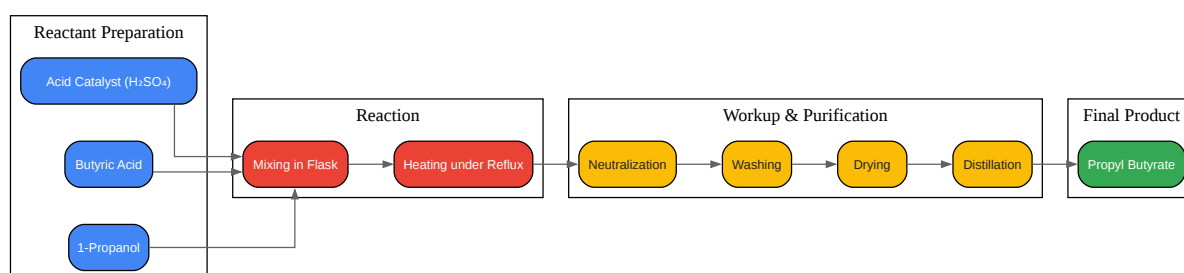 Reactant Preparation
Acid Catalyst (H₂SO₄)
Butyric Acid
1-Propanol
Reaction
Mixing in Flask
Heating under Reflux
Workup & Purification
Neutralization
Washing
Drying
Distillation
Final Product
Propyl Butyrate